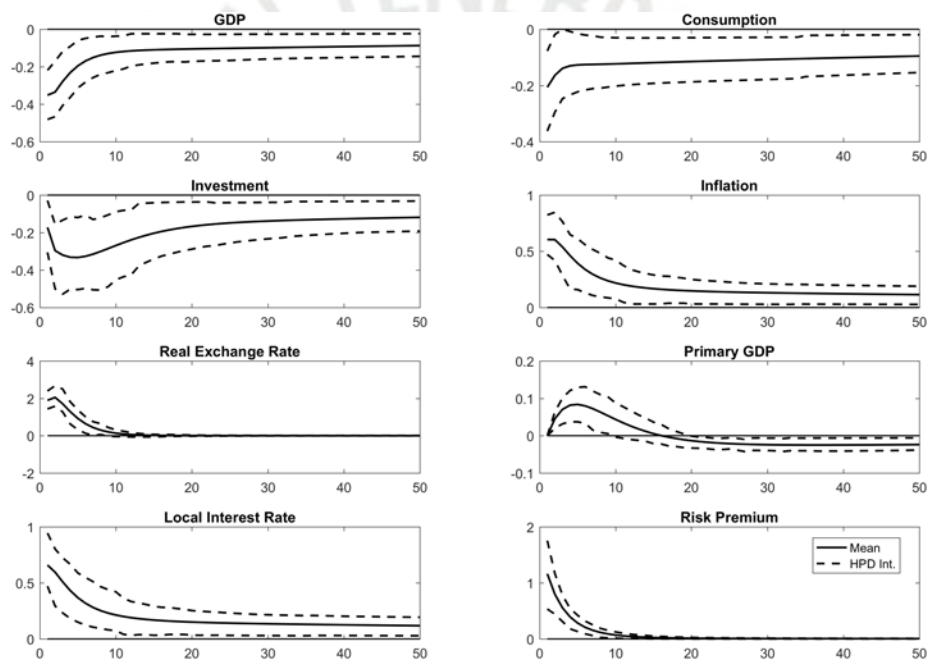 GDP
0
-0.2
-0.4
-0.6
0 10 20 30 40 50
Consumption
0
-0.2
-0.4
0 10 20 30 40 50
Investment
0
-0.2
-0.4
-0.6
0 10 20 30 40 50
Inflation
1
0.5
0
0 10 20 30 40 50
Real Exchange Rate
4
2
0
-2
0 10 20 30 40 50
Primary GDP
0.2
0.1
0
-0.1
0 10 20 30 40 50
Local Interest Rate
1
0.5
0
0 10 20 30 40 50
Risk Premium
2
1
0
0 10 20 30 40 50
Mean
HPD Int.